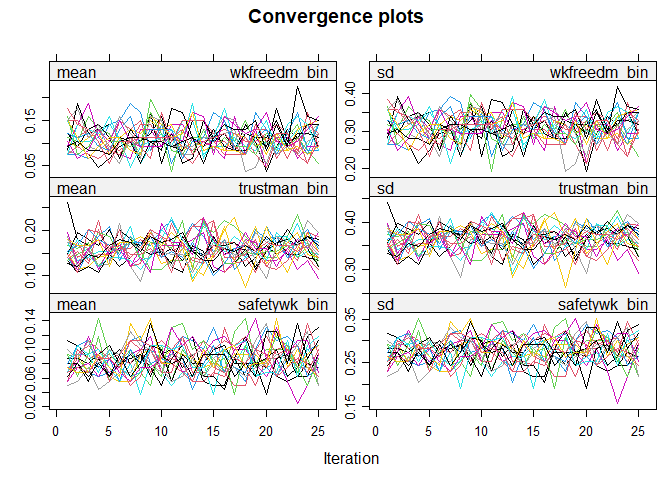 Convergence plots
mean wkfreedm_bin
sd wkfreedm_bin
0.05 0.15
0.20 0.30 0.40
mean trustman_bin
sd trustman_bin
0.10 0.20
0.30 0.40
mean safetywk_bin
sd safetywk_bin
0.02 0.06 0.10 0.14
0.15 0.25 0.35
0 5 10 15 20 25
0 5 10 15 20 25
Iteration